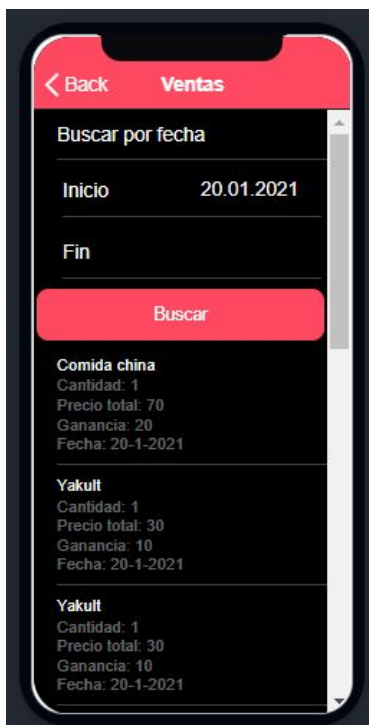 Back Ventas
Buscar por fecha
Inicio 20.01.2021
Fin
Buscar
Comida china
Cantidad: 1
Precio total: 70
Ganancia: 20
Fecha: 20-1-2021
Yakult
Cantidad: 1
Precio total: 30
Ganancia: 10
Fecha: 20-1-2021
Yakult
Cantidad: 1
Precio total: 30
Ganancia: 10
Fecha: 20-1-2021